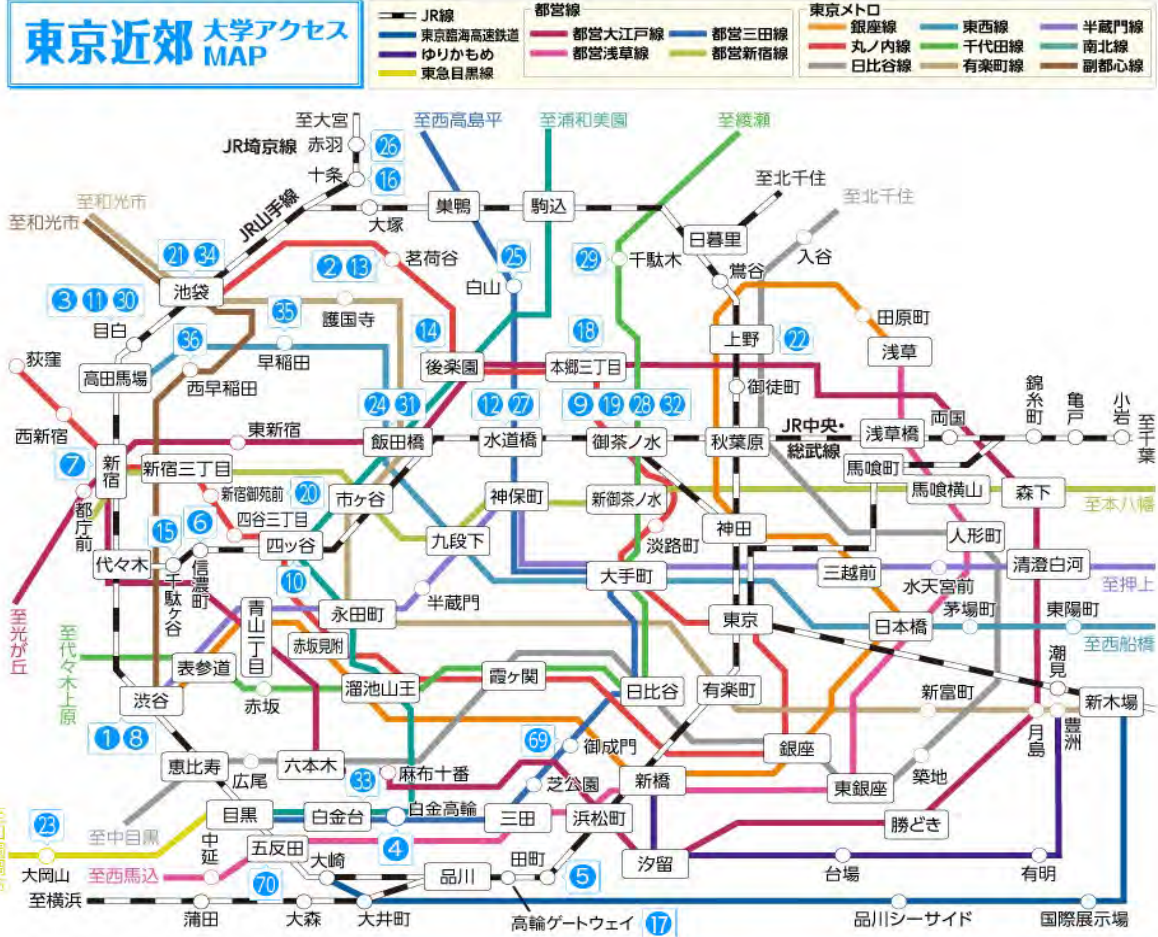 東京近郊 大学アクセス
MAP
JR線
東京臨海高速鉄道
ゆりかもめ
東急目黒線
都営線
都営大江戸線
都営三田線
都営浅草線
都営新宿線
東京メトロ
銀座線
東西線
半蔵門線
丸ノ内線
千代田線
南北線
日比谷線
有楽町線
副都心線
至大宮
赤羽
26
JR埼京線
十条
16
至西高島平
至浦和美園
至綾瀬
至和光市
至和光市
JR山手線
大塚
巣鴨
駒込
至北千住
至北千住
日暮里
入谷
21 34
池袋
2 13
茗荷谷
25
白山
29
千駄木
鶯谷
3 11 30
目白
35
護国寺
田原町
36
早稲田
14
後楽園
18
本郷三丁目
上野
22
浅草
荻窪
高田馬場
西早稲田
御徒町
西新宿
東新宿
24 31
飯田橋
12 27
水道橋
9 19 28 32
御茶ノ水
秋葉原
JR中央・
総武線
浅草橋
両国
錦糸町
亀戸
小岩
至千葉
7
新宿
新宿三丁目
馬喰町
馬喰横山
森下
至本八幡
都庁前
新宿御苑前
20
市ヶ谷
神保町
新御茶ノ水
四谷三丁目
神田
人形町
15
6
四ッ谷
九段下
淡路町
代々木
千駄ヶ谷
信濃町
10
大手町
三越前
水天宮前
清澄白河
至押上
至光が丘
半蔵門
青山一丁目
永田町
東京
日本橋
茅場町
東陽町
至西船橋
至代々木上原
表参道
赤坂見附
赤坂
溜池山王
霞ヶ関
日比谷
有楽町
新富町
潮見
新木場
渋谷
1 8
月島
豊洲
69
御成門
銀座
築地
恵比寿
広尾
六本木
33
麻布十番
芝公園
新橋
東銀座
目黒
白金台
白金高輪
三田
浜松町
勝どき
至中目黒
23
大岡山
中延
五反田
4
汐留
至西馬込
70
大崎
品川
田町
5
台場
有明
至横浜
蒲田
大森
大井町
高輪ゲートウェイ
17
品川シーサイド
国際展示場